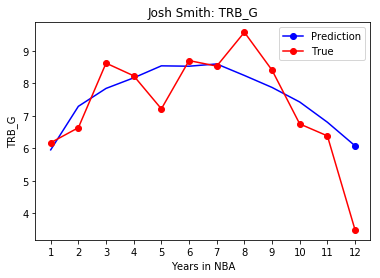 Josh Smith: TRB_G
Prediction
True
TRB_G
9
8
7
6
5
4
1 2 3 4 5 6 7 8 9 10 11 12
Years in NBA